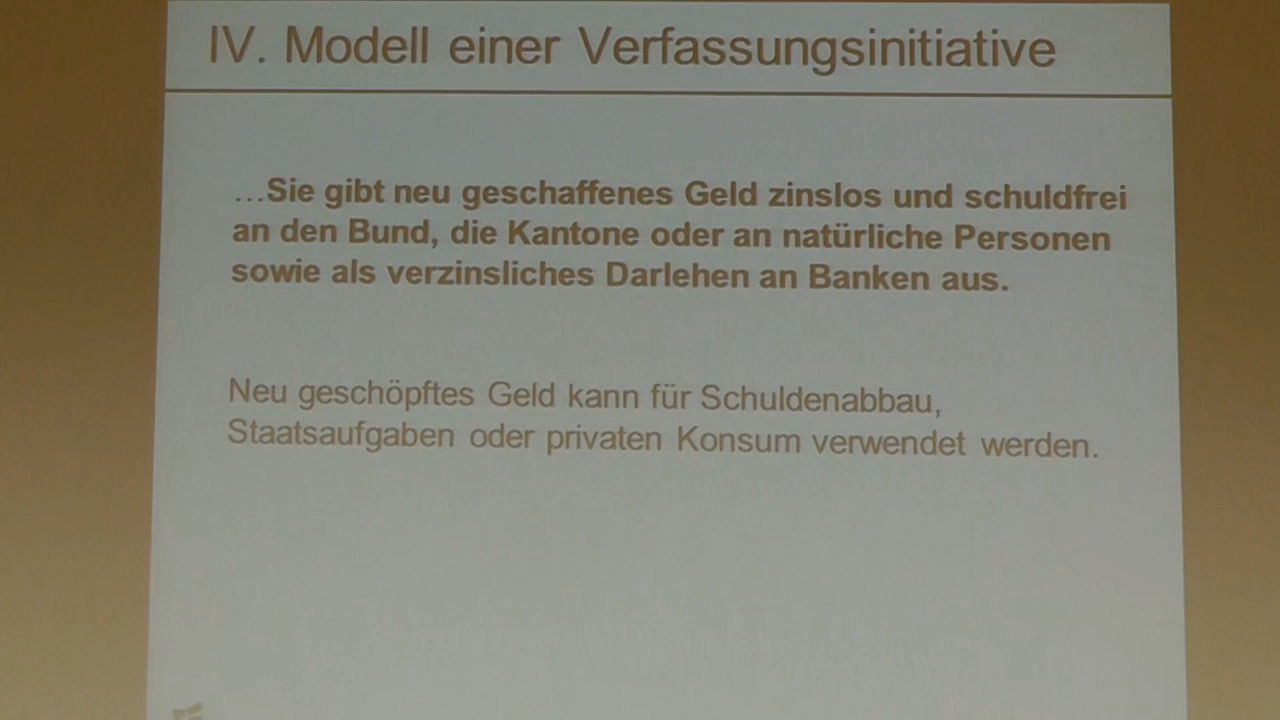 IV. Modell einer Verfassungsinitiative
…Sie gibt neu geschaffenes Geld zinslos und schuldfrei
an den Bund, die Kantone oder an natürliche Personen
sowie als verzinsliches Darlehen an Banken aus.
Neu geschöpftes Geld kann für Schuldenabbau,
Staatsaufgaben oder privaten Konsum verwendet werden.